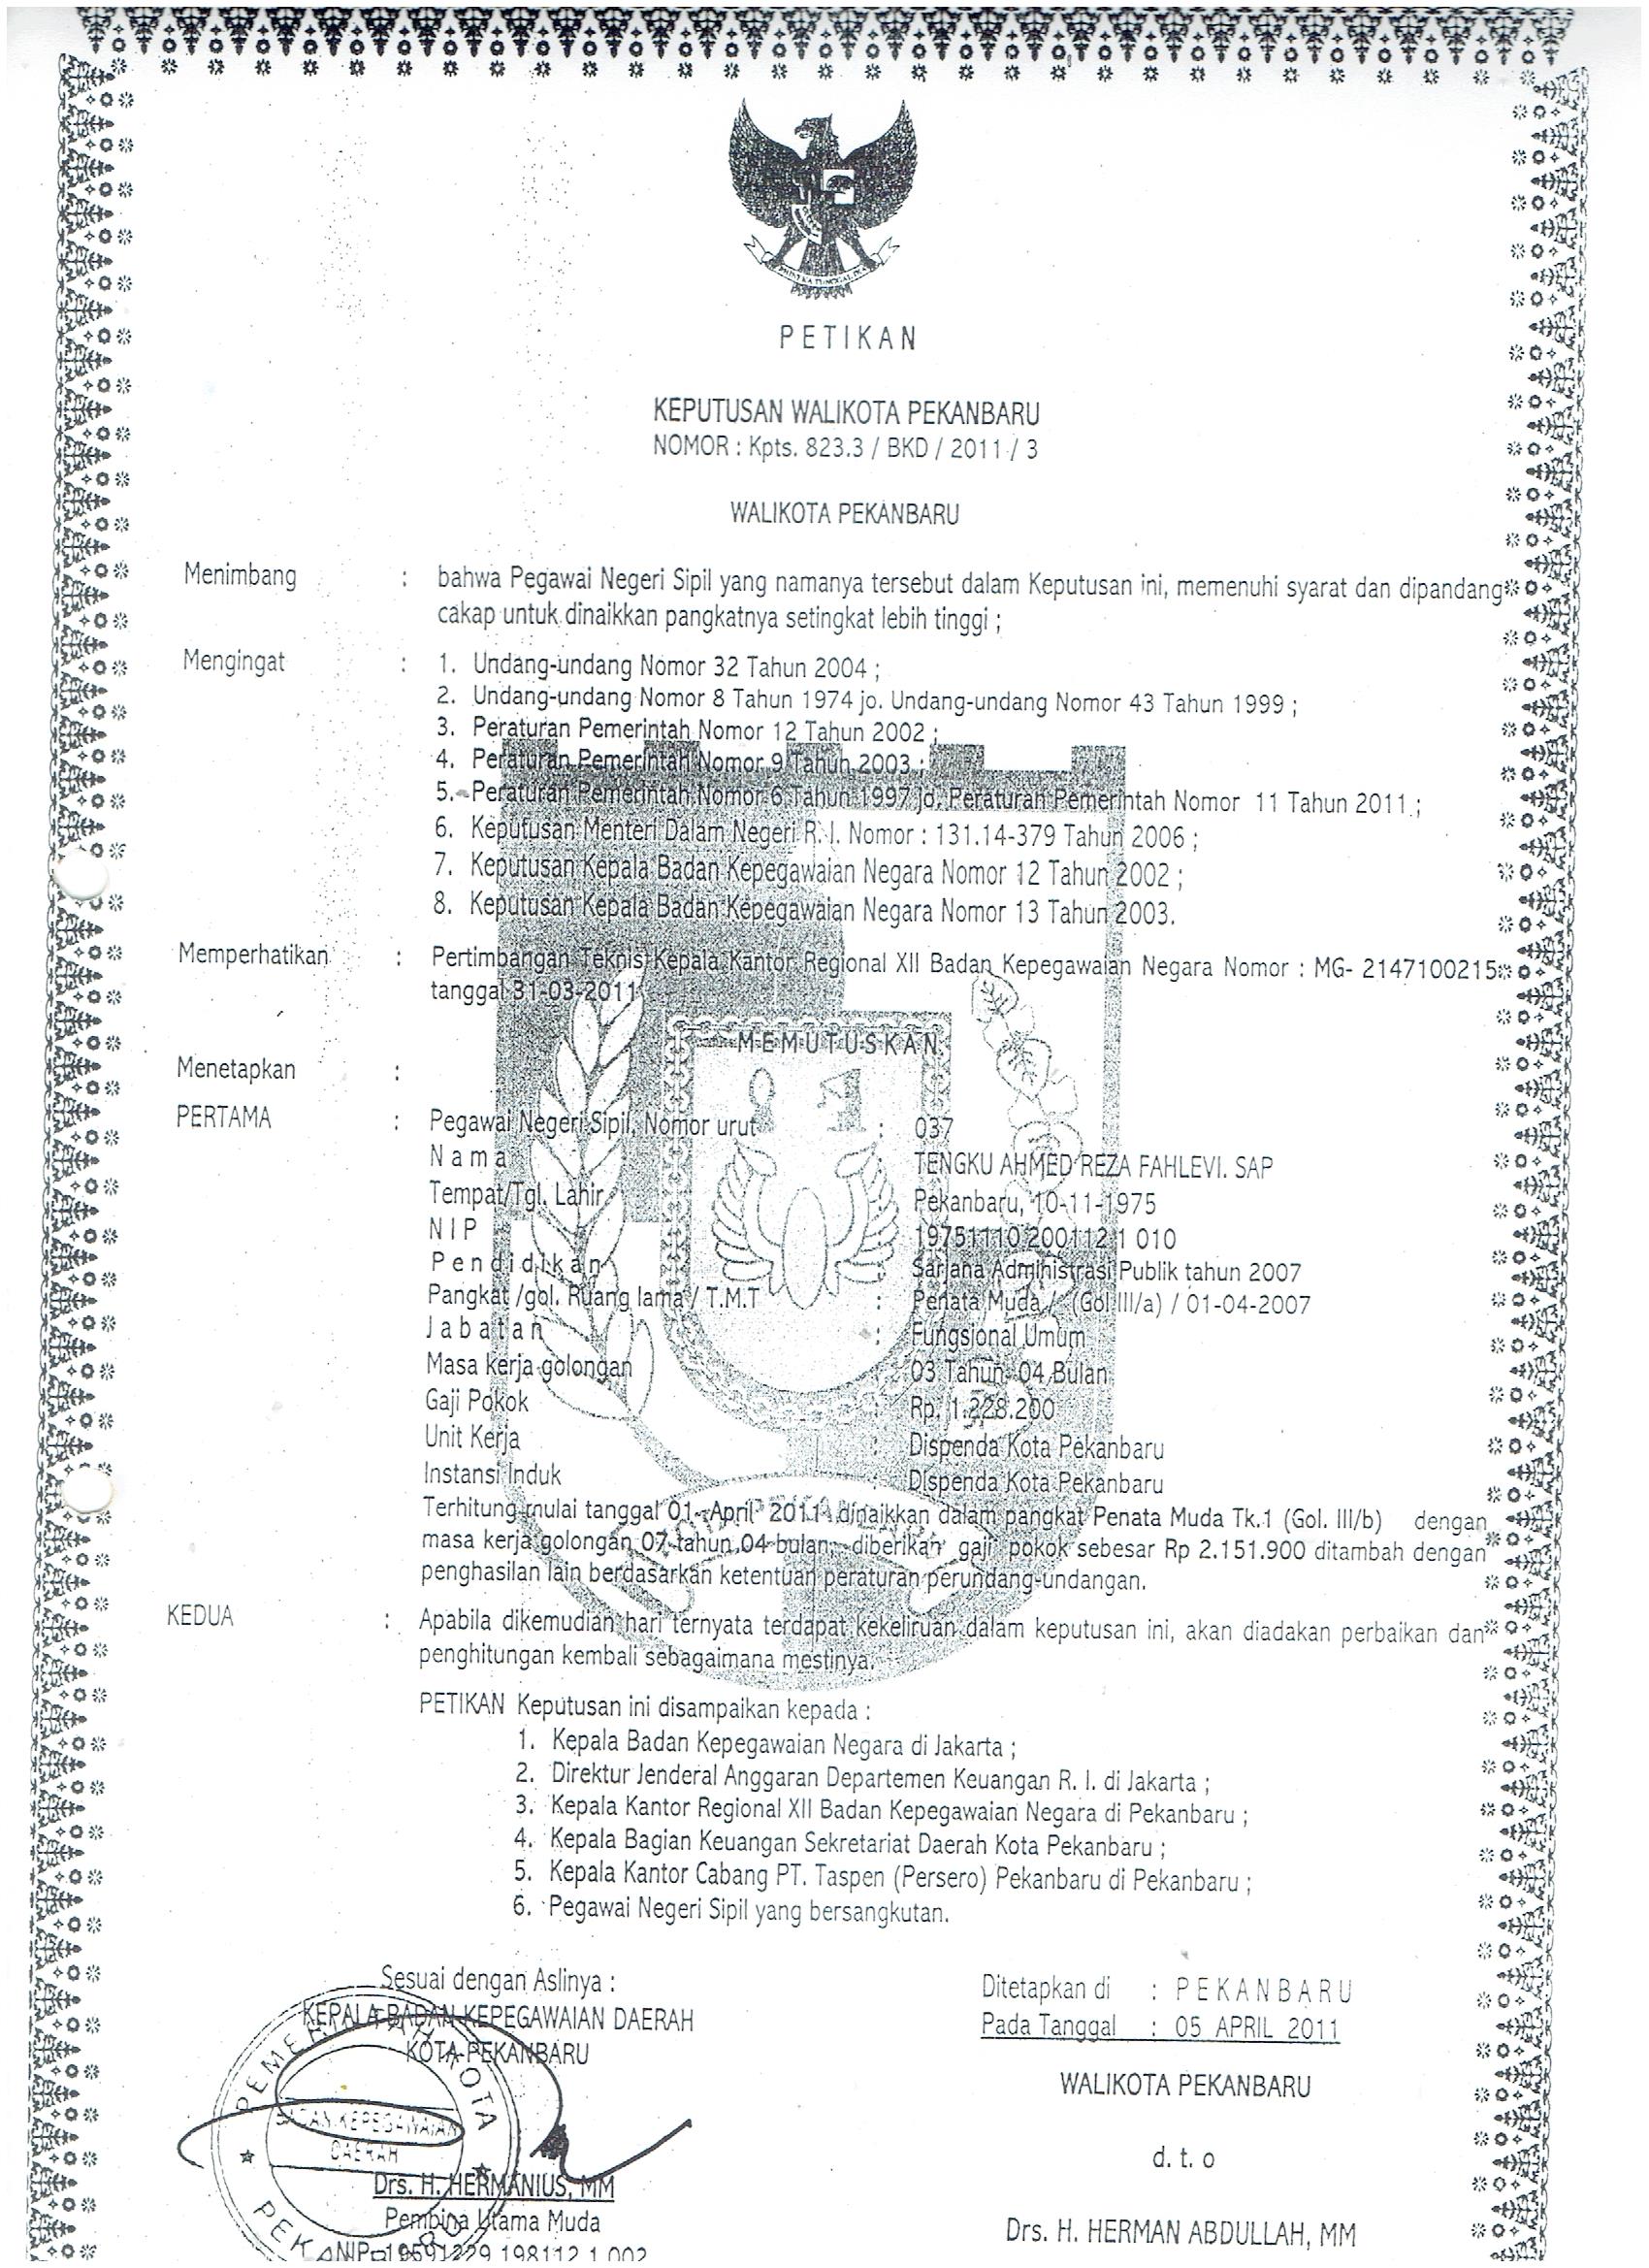 PETIKAN
KEPUTUSAN WALIKOTA PEKANBARU
NOMOR : Kpts. 823.3 / BKD / 2011 / 3
WALIKOTA PEKANBARU
Menimbang : bahwa Pegawai Negeri Sipil yang namanya tersebut dalam Keputusan ini, memenuhi syarat dan dipandang
cakap untuk dinaikkan pangkatnya setingkat lebih tinggi ;
Mengingat : 1. Undang-undang Nomor 32 Tahun 2004 ;
2. Undang-undang Nomor 8 Tahun 1974 jo. Undang-undang Nomor 43 Tahun 1999 ;
3. Peraturan Pemerintah Nomor 12 Tahun 2002 ;
4. Peraturan Pemerintah Nomor 9 Tahun 2003 ;
5. Peraturan Pemerintah Nomor 6 Tahun 1997 jo. Peraturan Pemerintah Nomor 11 Tahun 2011 ;
6. Keputusan Menteri Dalam Negeri R. I. Nomor : 131.14-379 Tahun 2006 ;
7. Keputusan Kepala Badan Kepegawaian Negara Nomor 12 Tahun 2002 ;
8. Keputusan Kepala Badan Kepegawaian Negara Nomor 13 Tahun 2003.
Memperhatikan : Pertimbangan Teknis Kepala Kantor Regional XII Badan Kepegawaian Negara Nomor : MG- 2147100215
tanggal 31-03-2011
MEMUTUSKAN
Menetapkan :
PERTAMA : Pegawai Negeri Sipil, Nomor urut : 037
Nama : TENGKU AHMED REZA FAHLEVI. SAP
Tempat/Tgl. Lahir : Pekanbaru, 10-11-1975
NIP : 19751110 200112 1 010
Pendidikan : Sarjana Administrasi Publik tahun 2007
Pangkat /gol. Ruang lama / T.M.T : Penata Muda / (Gol III/a) / 01-04-2007
Jabatan : Fungsional Umum
Masa kerja golongan : 03 Tahun 04 Bulan
Gaji Pokok : Rp. 1.228.200
Unit Kerja : Dispenda Kota Pekanbaru
Instansi Induk : Dispenda Kota Pekanbaru
Terhitung mulai tanggal 01- April 2011 dinaikkan dalam pangkat Penata Muda Tk.1 (Gol. III/b) dengan
masa kerja golongan 07 tahun 04 bulan, diberikan gaji pokok sebesar Rp 2.151.900 ditambah dengan
penghasilan lain berdasarkan ketentuan peraturan perundang-undangan.
KEDUA : Apabila dikemudian hari ternyata terdapat kekeliruan dalam keputusan ini, akan diadakan perbaikan dan
penghitungan kembali sebagaimana mestinya.
PETIKAN Keputusan ini disampaikan kepada :
1. Kepala Badan Kepegawaian Negara di Jakarta ;
2. Direktur Jenderal Anggaran Departemen Keuangan R. I. di Jakarta ;
3. Kepala Kantor Regional XII Badan Kepegawaian Negara di Pekanbaru ;
4. Kepala Bagian Keuangan Sekretariat Daerah Kota Pekanbaru ;
5. Kepala Kantor Cabang PT. Taspen (Persero) Pekanbaru di Pekanbaru ;
6. Pegawai Negeri Sipil yang bersangkutan.
Sesuai dengan Aslinya :
KEPALA BADAN KEPEGAWAIAN DAERAH
KOTA PEKANBARU
PEMERINTAH KOTA
BADAN KEPEGAWAIAN
DAERAH
Drs. H. HERMANIUS, MM
Pembina Utama Muda
NIP. 19591229 198112 1 002
Ditetapkan di : PEKANBARU
Pada Tanggal : 05 APRIL 2011
WALIKOTA PEKANBARU
d. t. o
Drs. H. HERMAN ABDULLAH, MM